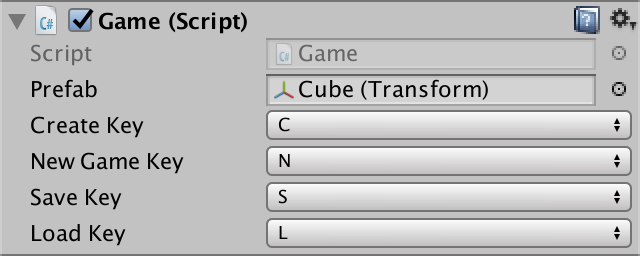 C# Game (Script)
Script C# Game
Prefab Cube (Transform)
Create Key C
New Game Key N
Save Key S
Load Key L